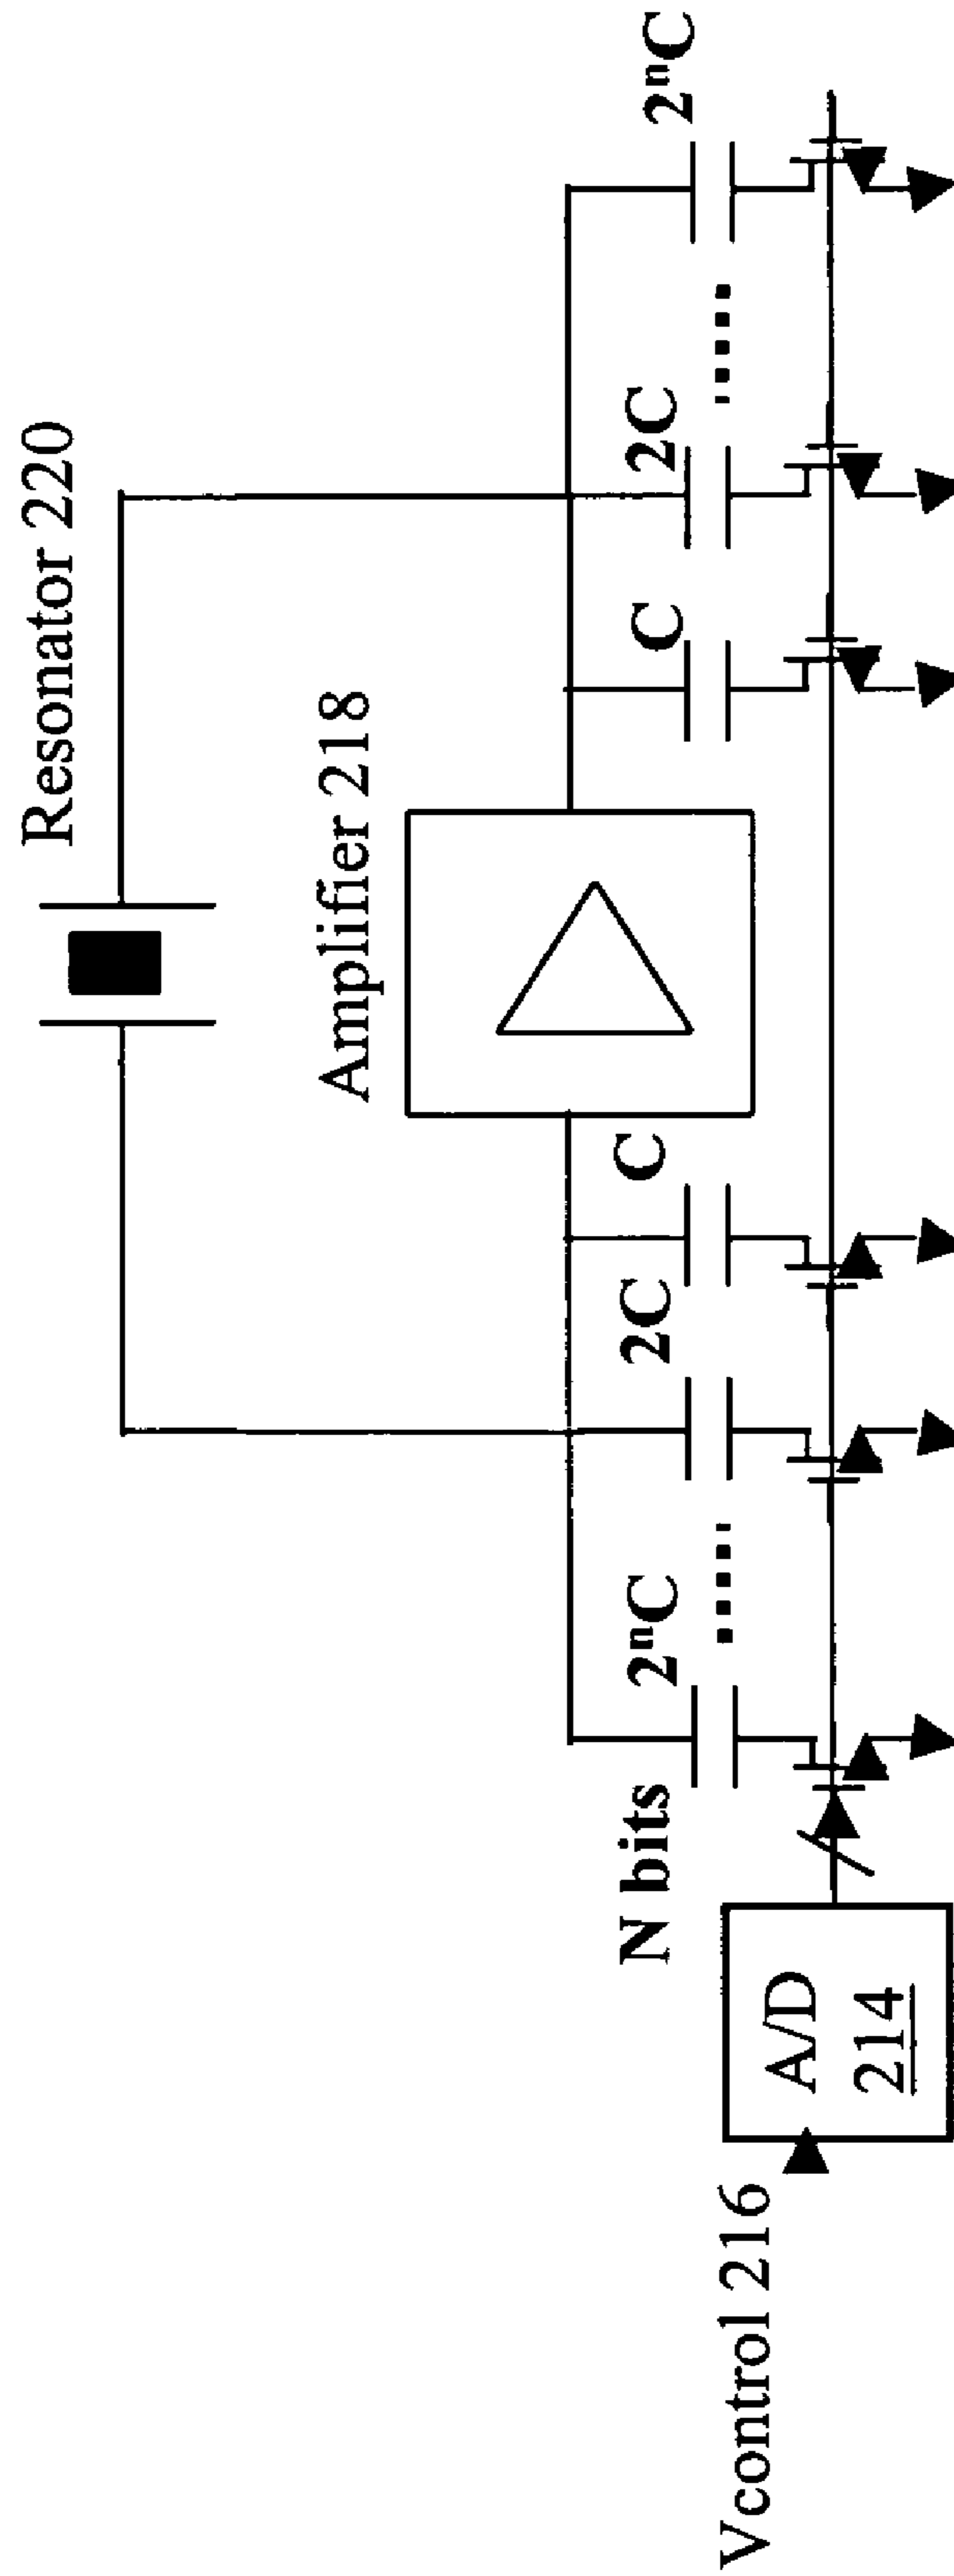 Resonator 220
Amplifier 218
N bits
2ⁿC
2C
C
C
2C
2ⁿC
Vcontrol 216
A/D
214